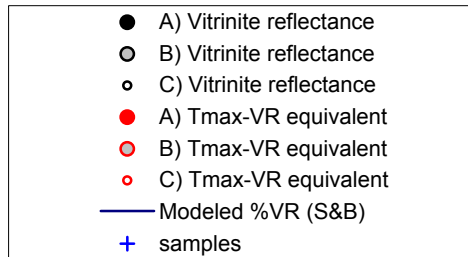 A) Vitrinite reflectance
B) Vitrinite reflectance
C) Vitrinite reflectance
A) Tmax-VR equivalent
B) Tmax-VR equivalent
C) Tmax-VR equivalent
Modeled %VR (S&B)
samples